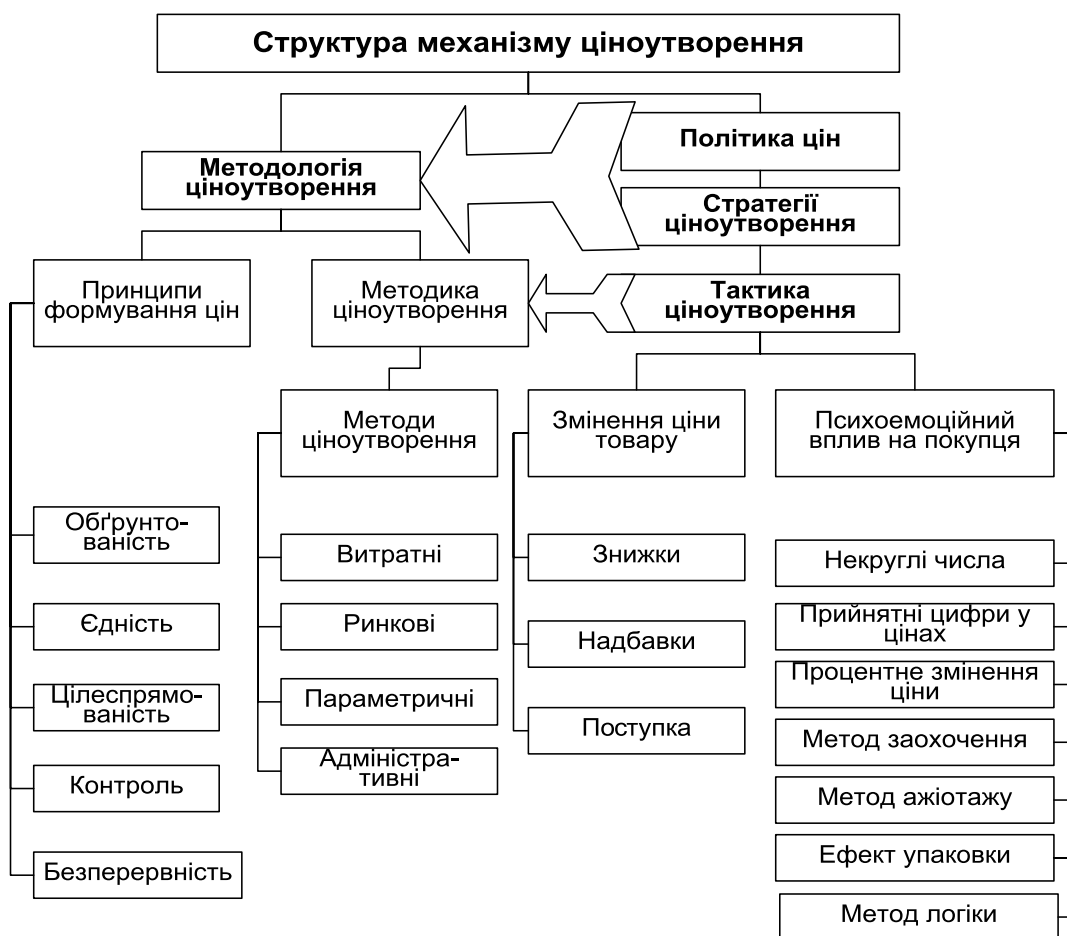 Структура механізму ціноутворення
Політика цін
Методологія
ціноутворення
Стратегії
ціноутворення
Принципи
формування цін
Методика
ціноутворення
Тактика
ціноутворення
Методи
ціноутворення
Змінення ціни
товару
Психоемоційний
вплив на покупця
Обґрунто-
ваність
Єдність
Цілеспрямо-
ваність
Контроль
Безперервність
Витратні
Ринкові
Параметричні
Адміністра-
тивні
Знижки
Надбавки
Поступка
Некруглі числа
Прийнятні цифри у
цінах
Процентне змінення
ціни
Метод заохочення
Метод ажіотажу
Ефект упаковки
Метод логіки